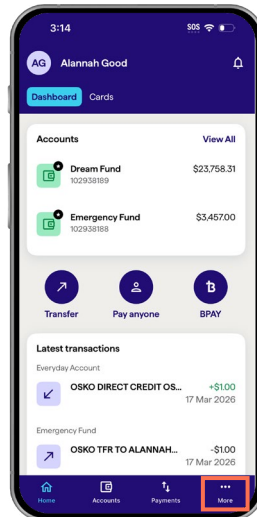 3:14
SOS
AG
Alannah Good
Dashboard
Cards
Accounts
View All
Dream Fund
$23,758.31
102938189
Emergency Fund
$3,457.00
102938188
Transfer
Pay anyone
BPAY
Latest transactions
Everyday Account
OSKO DIRECT CREDIT OS...
+$1.00
17 Mar 2026
Emergency Fund
OSKO TFR TO ALANNAH...
-$1.00
17 Mar 2026
Home
Accounts
Payments
More